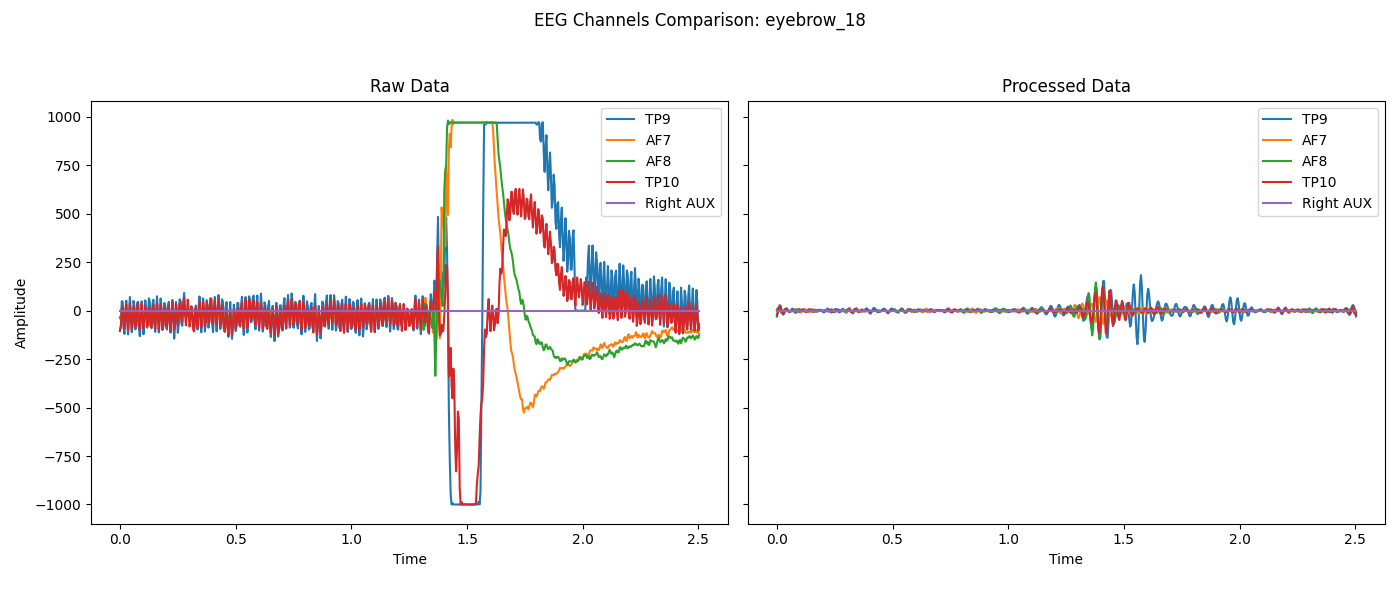 EEG Channels Comparison: eyebrow_18
Raw Data
1000
750
500
250
0
−250
−500
−750
−1000
Amplitude
0.0 0.5 1.0 1.5 2.0 2.5
Time
TP9
AF7
AF8
TP10
Right AUX
Processed Data
TP9
AF7
AF8
TP10
Right AUX
0.0 0.5 1.0 1.5 2.0 2.5
Time